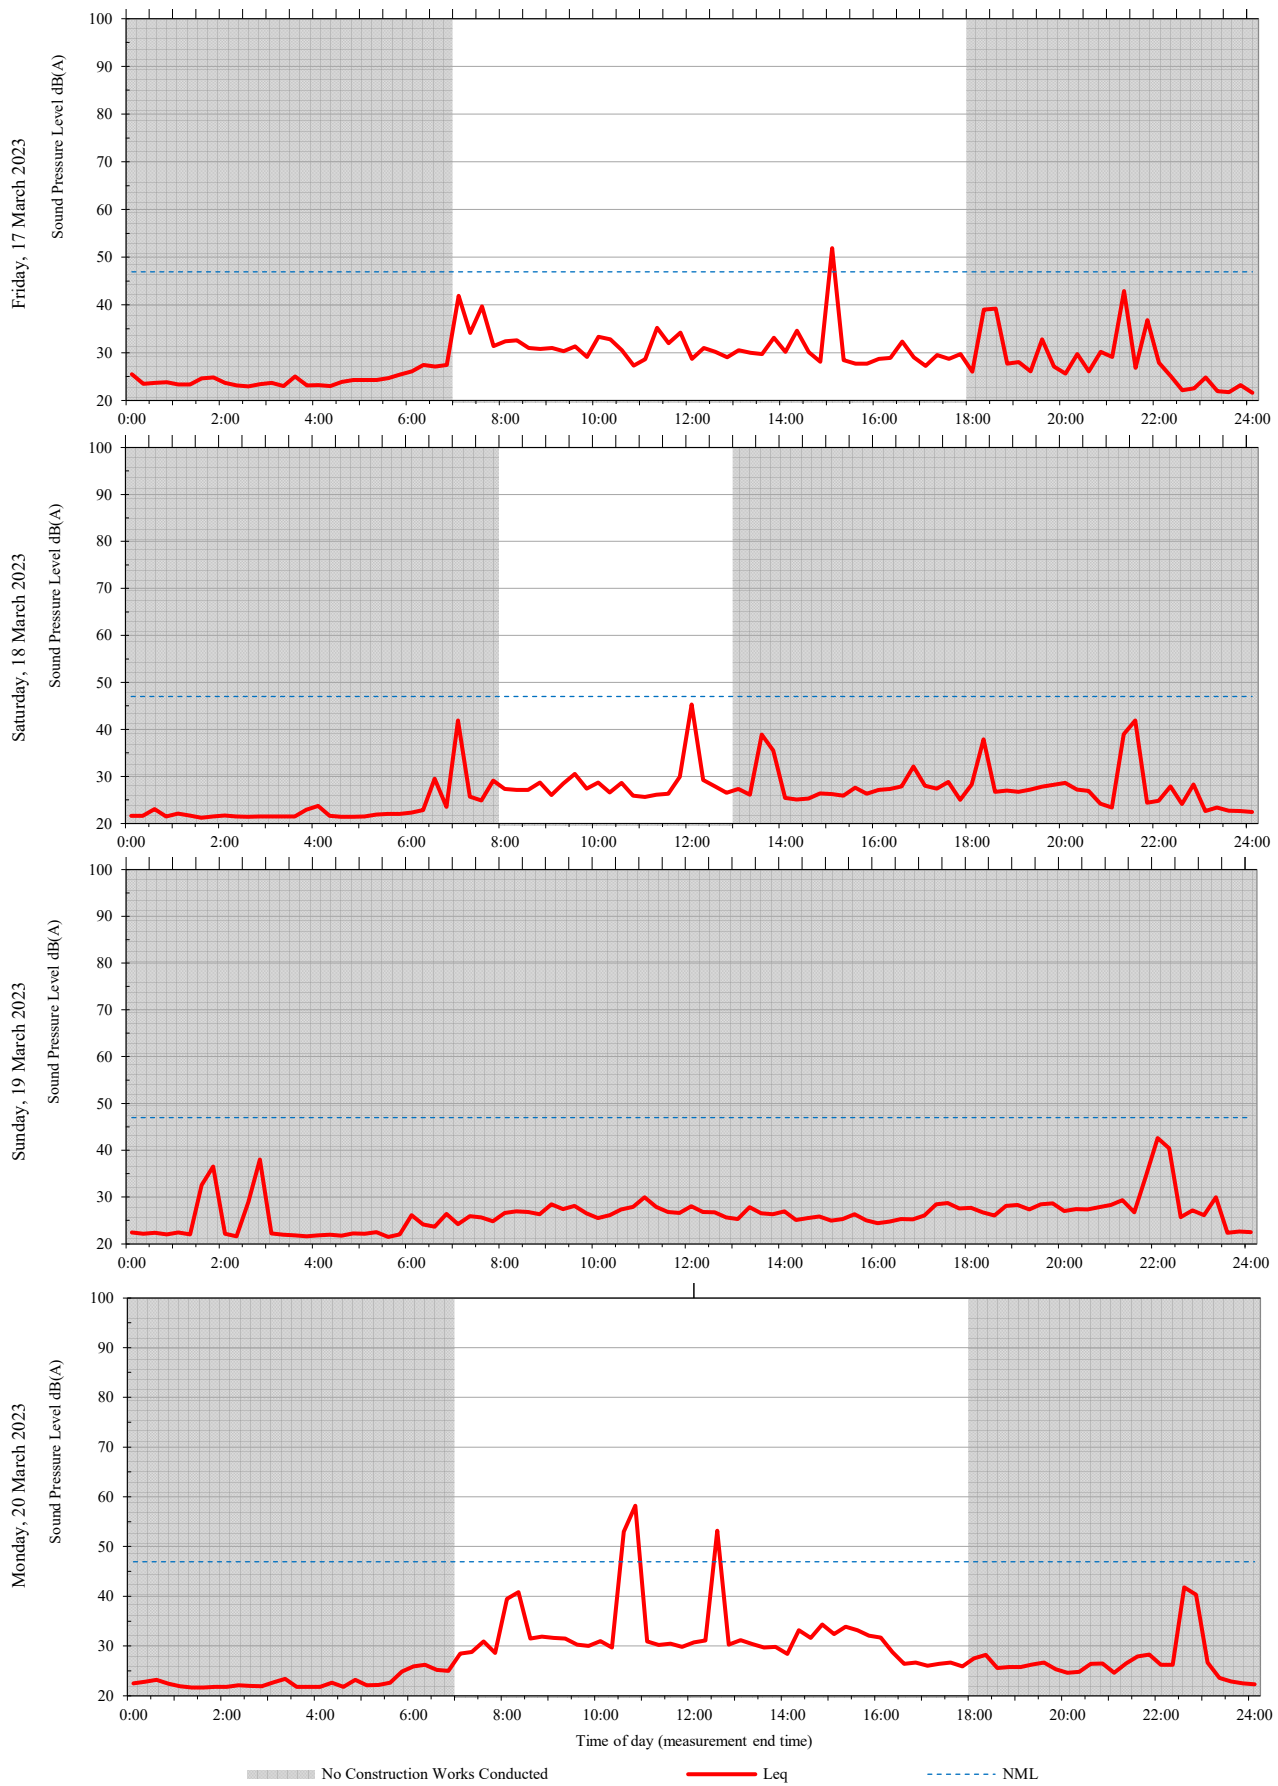 Friday, 17 March 2023
Sound Pressure Level dB(A)
100
90
80
70
60
50
40
30
20
0:00 2:00 4:00 6:00 8:00 10:00 12:00 14:00 16:00 18:00 20:00 22:00 24:00
Saturday, 18 March 2023
Sound Pressure Level dB(A)
100
90
80
70
60
50
40
30
20
0:00 2:00 4:00 6:00 8:00 10:00 12:00 14:00 16:00 18:00 20:00 22:00 24:00
Sunday, 19 March 2023
Sound Pressure Level dB(A)
100
90
80
70
60
50
40
30
20
0:00 2:00 4:00 6:00 8:00 10:00 12:00 14:00 16:00 18:00 20:00 22:00 24:00
Monday, 20 March 2023
Sound Pressure Level dB(A)
100
90
80
70
60
50
40
30
20
0:00 2:00 4:00 6:00 8:00 10:00 12:00 14:00 16:00 18:00 20:00 22:00 24:00
Time of day (measurement end time)
No Construction Works Conducted Leq NML